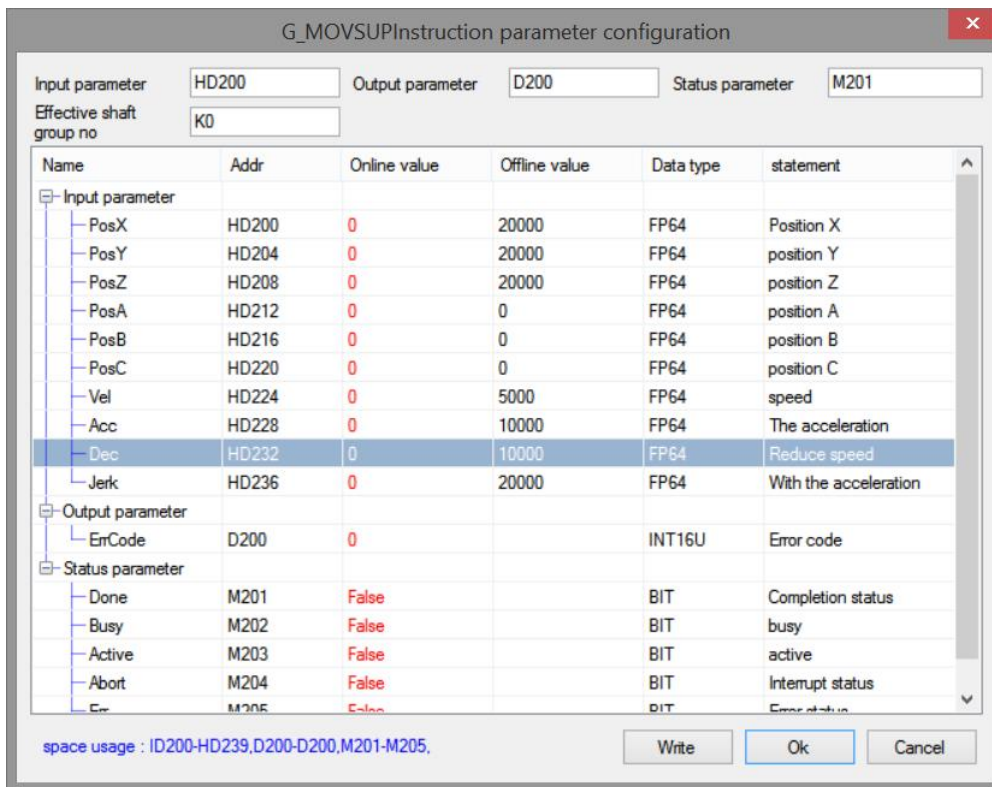 G_MOVSUPInstruction parameter configuration
Input parameter HD200 Output parameter D200 Status parameter M201
Effective shaft
group no K0
Name Addr Online value Offline value Data type statement
Input parameter
PosX HD200 0 20000 FP64 Position X
PosY HD204 0 20000 FP64 position Y
PosZ HD208 0 20000 FP64 position Z
PosA HD212 0 0 FP64 position A
PosB HD216 0 0 FP64 position B
PosC HD220 0 0 FP64 position C
Vel HD224 0 5000 FP64 speed
Acc HD228 0 10000 FP64 The acceleration
Dec HD232 0 10000 FP64 Reduce speed
Jerk HD236 0 20000 FP64 With the acceleration
Output parameter
ErrCode D200 0 INT16U Error code
Status parameter
Done M201 False BIT Completion status
Busy M202 False BIT busy
Active M203 False BIT active
Abort M204 False BIT Interrupt status
Err M205 False BIT Error status
space usage : ID200-HD239,D200-D200,M201-M205,
Write Ok Cancel